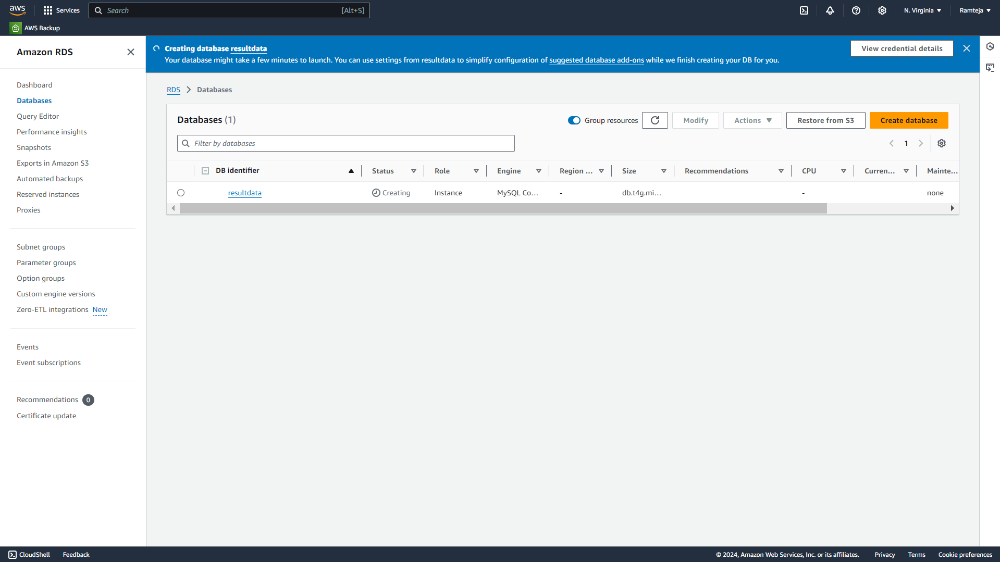 aws
Services
Search
[Alt+S]
N. Virginia
Ramteja
AWS Backup
Amazon RDS
Dashboard
Databases
Query Editor
Performance insights
Snapshots
Exports in Amazon S3
Automated backups
Reserved instances
Proxies
Subnet groups
Parameter groups
Option groups
Custom engine versions
Zero-ETL integrations New
Events
Event subscriptions
Recommendations 0
Certificate update
Creating database resultdata
Your database might take a few minutes to launch. You can use settings from resultdata to simplify configuration of suggested database add-ons while we finish creating your DB for you.
View credential details
RDS > Databases
Databases (1)
Group resources
Modify
Actions
Restore from S3
Create database
Filter by databases
1
DB identifier Status Role Engine Region ... Size Recommendations CPU Curren... Mainte...
resultdata Creating Instance MySQL Co... - db.t4g.mi... - none
CloudShell Feedback
© 2024, Amazon Web Services, Inc. or its affiliates. Privacy Terms Cookie preferences